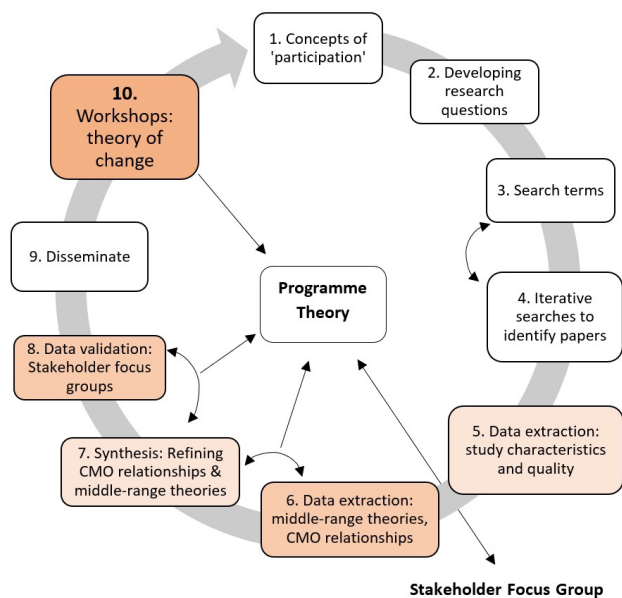 1. Concepts of
'participation'
2. Developing
research
questions
3. Search terms
4. Iterative
searches to
identify papers
5. Data extraction:
study characteristics
and quality
6. Data extraction:
middle-range theories,
CMO relationships
7. Synthesis: Refining
CMO relationships &
middle-range theories
8. Data validation:
Stakeholder focus
groups
9. Disseminate
10.
Workshops:
theory of
change
Programme
Theory
Stakeholder Focus Group